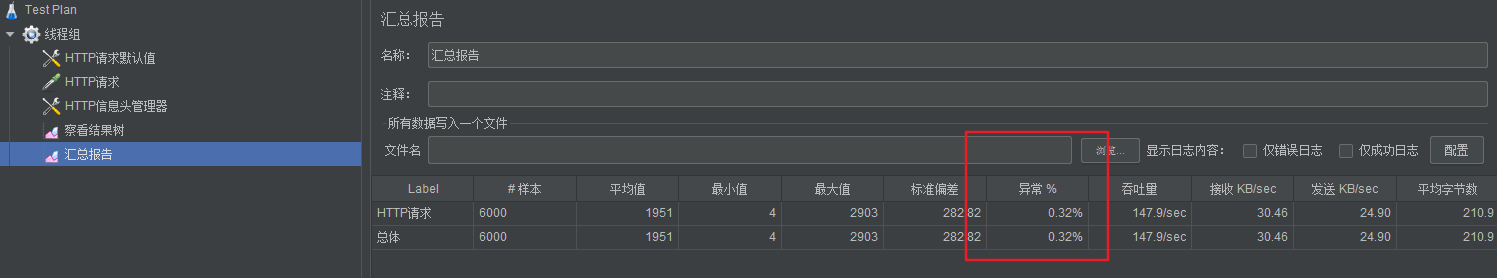 Test Plan
线程组
HTTP请求默认值
HTTP请求
HTTP信息头管理器
察看结果树
汇总报告
汇总报告
名称： 汇总报告
注释：
所有数据写入一个文件
文件名 浏览... 显示日志内容： 仅错误日志 仅成功日志 配置
Label # 样本 平均值 最小值 最大值 标准偏差 异常 % 吞吐量 接收 KB/sec 发送 KB/sec 平均字节数
HTTP请求 6000 1951 4 2903 282.82 0.32% 147.9/sec 30.46 24.90 210.9
总体 6000 1951 4 2903 282.82 0.32% 147.9/sec 30.46 24.90 210.9